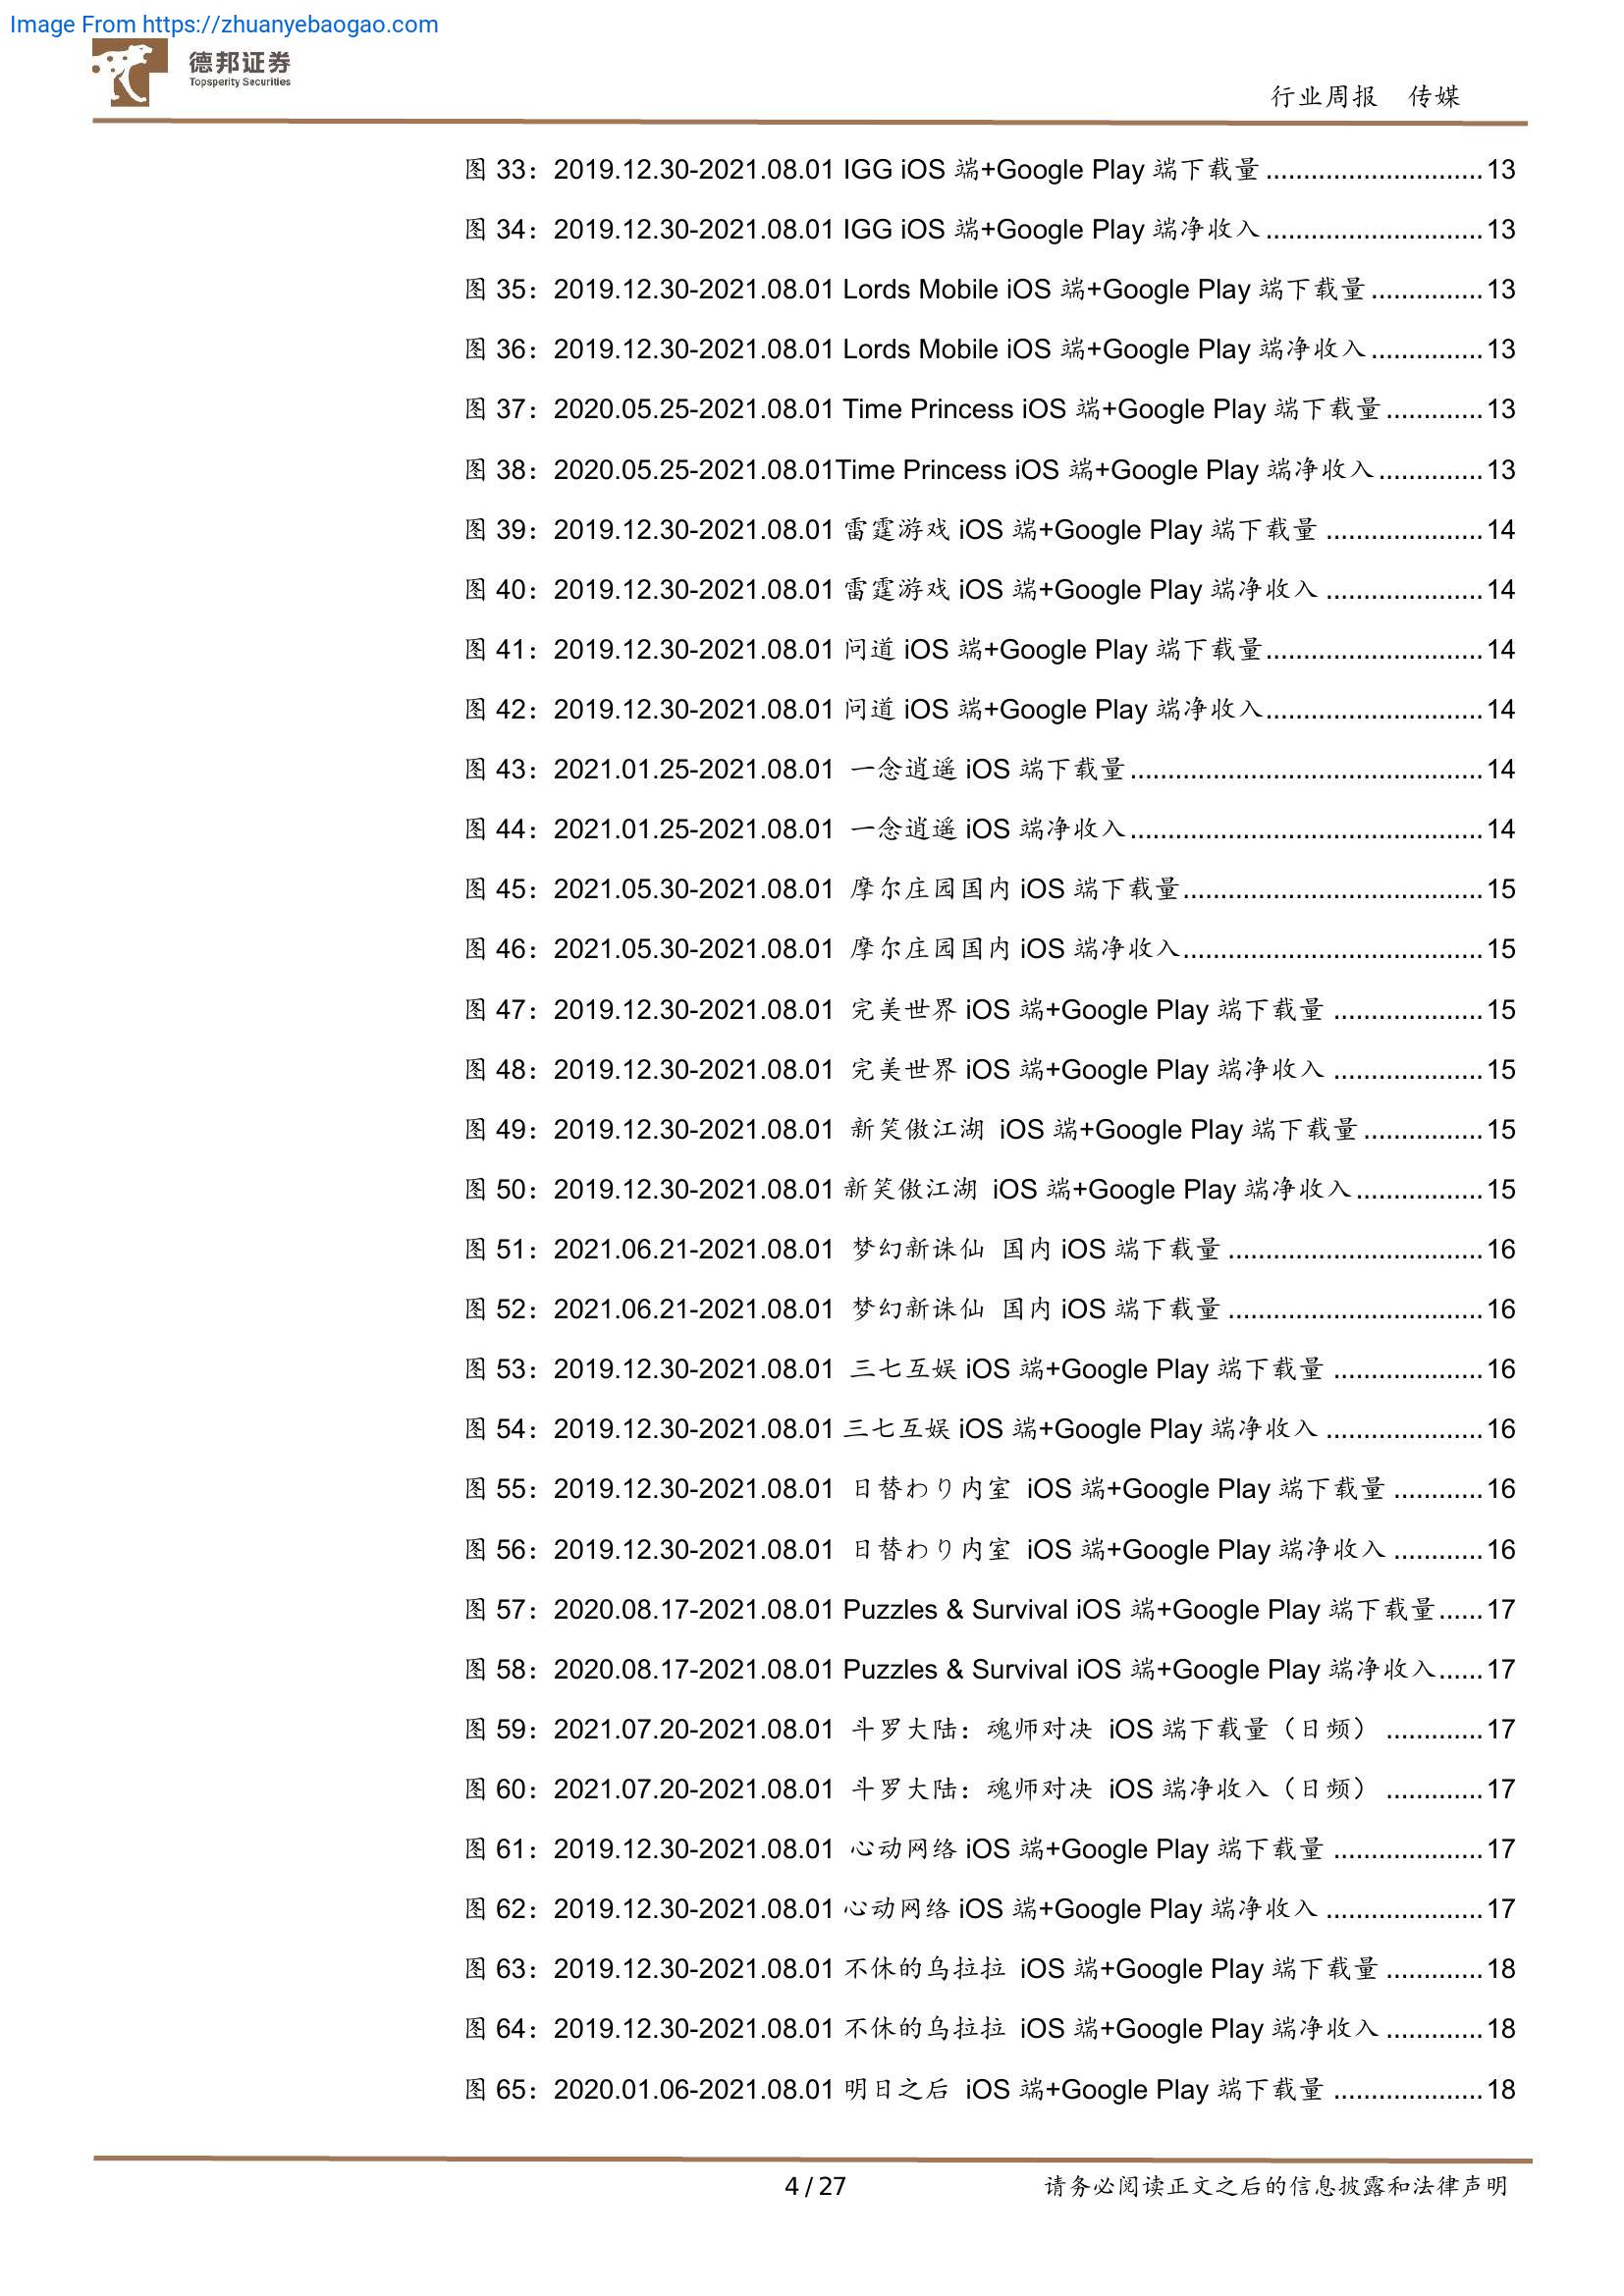 Image From https://zhuanyebaogao.com
德邦证券
Topsperity Securities
行业周报 传媒
图 33：2019.12.30-2021.08.01 IGG iOS 端+Google Play 端下载量.............................13
图 34：2019.12.30-2021.08.01 IGG iOS 端+Google Play 端净收入.............................13
图 35：2019.12.30-2021.08.01 Lords Mobile iOS 端+Google Play 端下载量...............13
图 36：2019.12.30-2021.08.01 Lords Mobile iOS 端+Google Play 端净收入...............13
图 37：2020.05.25-2021.08.01 Time Princess iOS 端+Google Play 端下载量.............13
图 38：2020.05.25-2021.08.01Time Princess iOS 端+Google Play 端净收入..............13
图 39：2019.12.30-2021.08.01 雷霆游戏 iOS 端+Google Play 端下载量.....................14
图 40：2019.12.30-2021.08.01 雷霆游戏 iOS 端+Google Play 端净收入.....................14
图 41：2019.12.30-2021.08.01 问道 iOS 端+Google Play 端下载量.............................14
图 42：2019.12.30-2021.08.01 问道 iOS 端+Google Play 端净收入.............................14
图 43：2021.01.25-2021.08.01 一念逍遥 iOS 端下载量...............................................14
图 44：2021.01.25-2021.08.01 一念逍遥 iOS 端净收入...............................................14
图 45：2021.05.30-2021.08.01 摩尔庄园国内 iOS 端下载量........................................15
图 46：2021.05.30-2021.08.01 摩尔庄园国内 iOS 端净收入........................................15
图 47：2019.12.30-2021.08.01 完美世界 iOS 端+Google Play 端下载量....................15
图 48：2019.12.30-2021.08.01 完美世界 iOS 端+Google Play 端净收入....................15
图 49：2019.12.30-2021.08.01 新笑傲江湖 iOS 端+Google Play 端下载量................15
图 50：2019.12.30-2021.08.01 新笑傲江湖 iOS 端+Google Play 端净收入.................15
图 51：2021.06.21-2021.08.01 梦幻新诛仙 国内 iOS 端下载量..................................16
图 52：2021.06.21-2021.08.01 梦幻新诛仙 国内 iOS 端下载量..................................16
图 53：2019.12.30-2021.08.01 三七互娱 iOS 端+Google Play 端下载量....................16
图 54：2019.12.30-2021.08.01 三七互娱 iOS 端+Google Play 端净收入.....................16
图 55：2019.12.30-2021.08.01 日替わり内室 iOS 端+Google Play 端下载量............16
图 56：2019.12.30-2021.08.01 日替わり内室 iOS 端+Google Play 端净收入............16
图 57：2020.08.17-2021.08.01 Puzzles & Survival iOS 端+Google Play 端下载量......17
图 58：2020.08.17-2021.08.01 Puzzles & Survival iOS 端+Google Play 端净收入......17
图 59：2021.07.20-2021.08.01 斗罗大陆：魂师对决 iOS 端下载量（日频）.............17
图 60：2021.07.20-2021.08.01 斗罗大陆：魂师对决 iOS 端净收入（日频）.............17
图 61：2019.12.30-2021.08.01 心动网络 iOS 端+Google Play 端下载量....................17
图 62：2019.12.30-2021.08.01 心动网络 iOS 端+Google Play 端净收入.....................17
图 63：2019.12.30-2021.08.01 不休的乌拉拉 iOS 端+Google Play 端下载量.............18
图 64：2019.12.30-2021.08.01 不休的乌拉拉 iOS 端+Google Play 端净收入.............18
图 65：2020.01.06-2021.08.01 明日之后 iOS 端+Google Play 端下载量....................18
4 / 27 请务必阅读正文之后的信息披露和法律声明